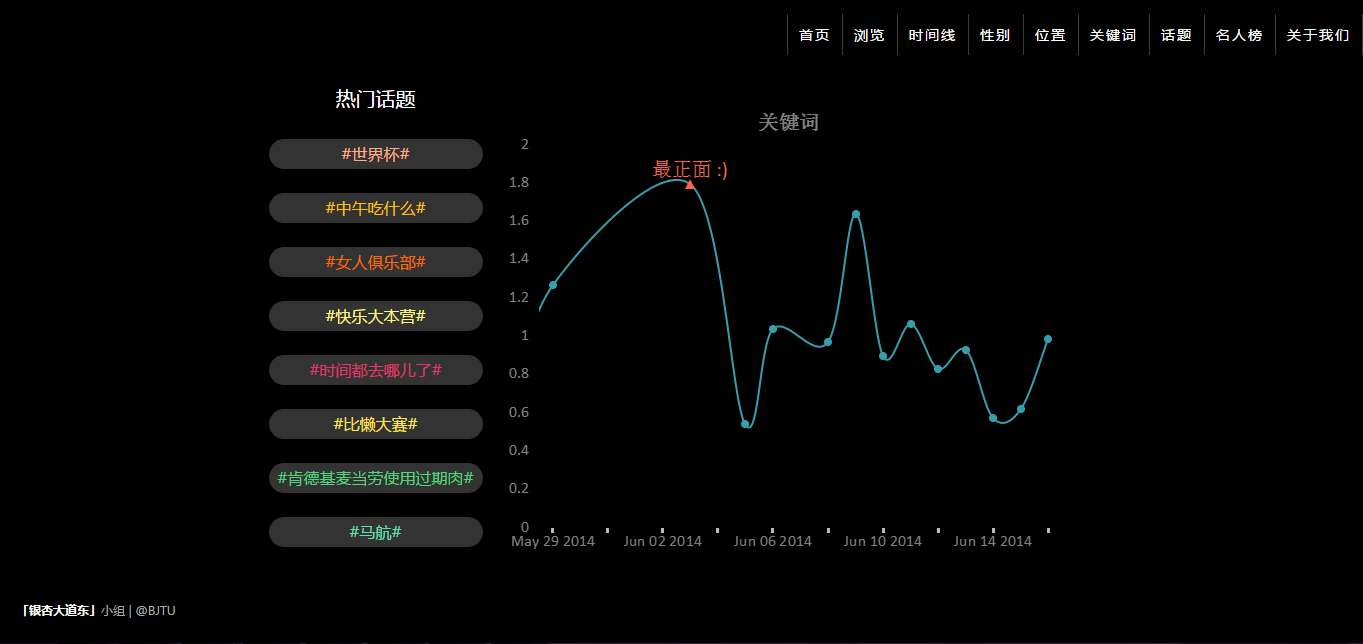 首页 浏览 时间线 性别 位置 关键词 话题 名人榜 关于我们
热门话题
#世界杯#
#中午吃什么#
#女人俱乐部#
#快乐大本营#
#时间都去哪儿了#
#比懒大赛#
#肯德基麦当劳使用过期肉#
#马航#
关键词
最正面 :)
2
1.8
1.6
1.4
1.2
1
0.8
0.6
0.4
0.2
0
May 29 2014 Jun 02 2014 Jun 06 2014 Jun 10 2014 Jun 14 2014
「银杏大道东」小组 | @BJTU